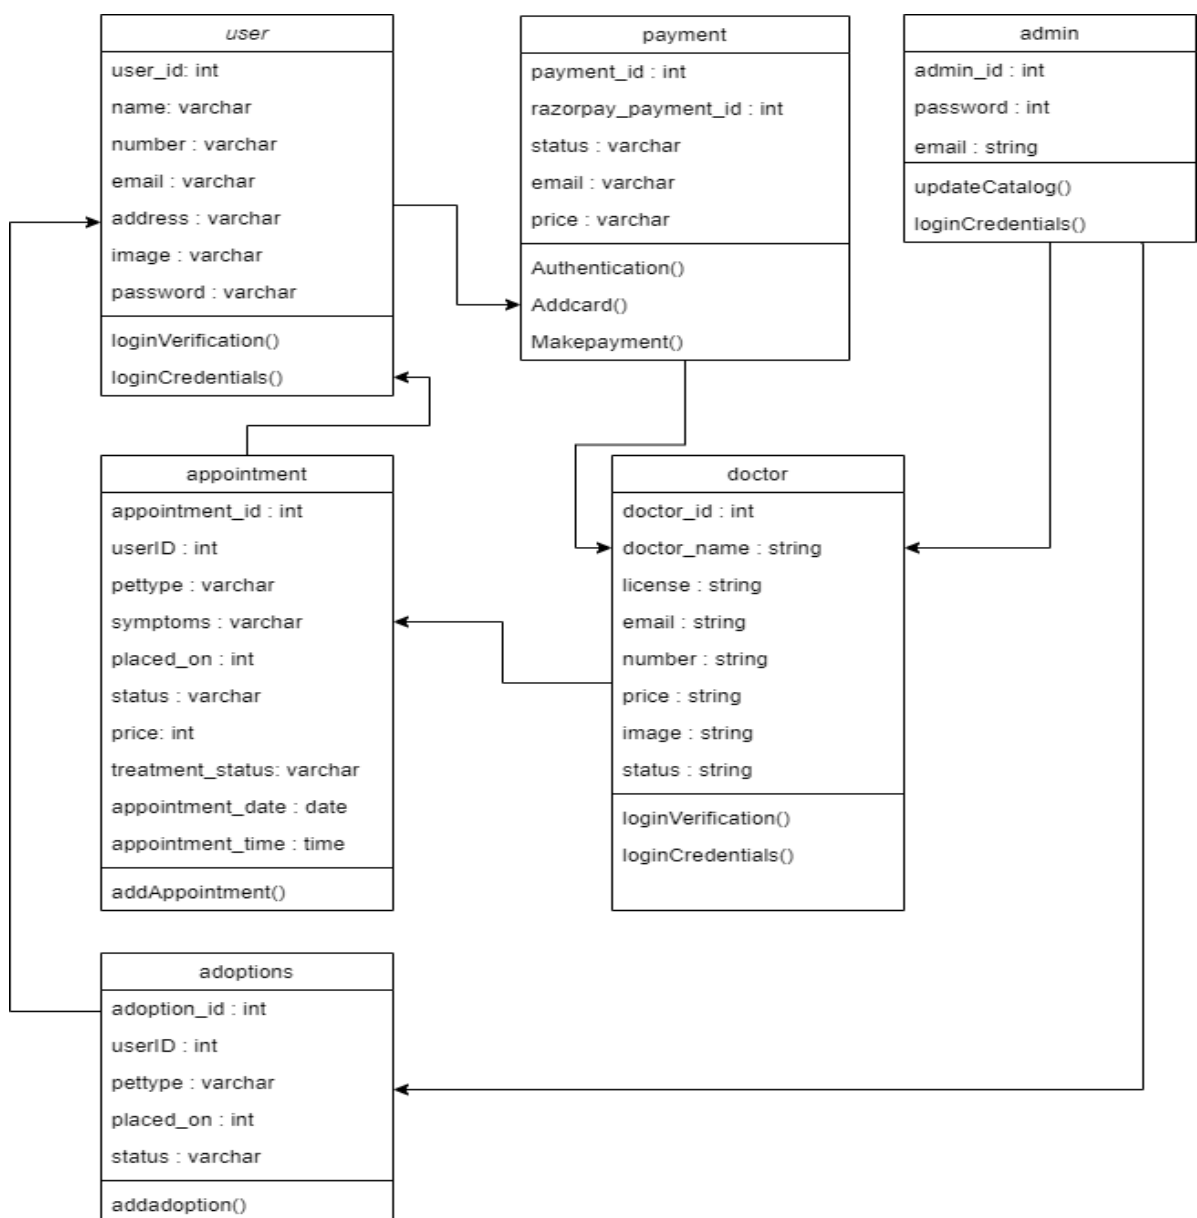 user
user_id: int
name: varchar
number : varchar
email : varchar
address : varchar
image : varchar
password : varchar
loginVerification()
loginCredentials()
payment
payment_id : int
razorpay_payment_id : int
status : varchar
email : varchar
price : varchar
Authentication()
Addcard()
Makepayment()
admin
admin_id : int
password : int
email : string
updateCatalog()
loginCredentials()
appointment
appointment_id : int
userID : int
pettype : varchar
symptoms : varchar
placed_on : int
status : varchar
price: int
treatment_status: varchar
appointment_date : date
appointment_time : time
addAppointment()
doctor
doctor_id : int
doctor_name : string
license : string
email : string
number : string
price : string
image : string
status : string
loginVerification()
loginCredentials()
adoptions
adoption_id : int
userID : int
pettype : varchar
placed_on : int
status : varchar
addadoption()